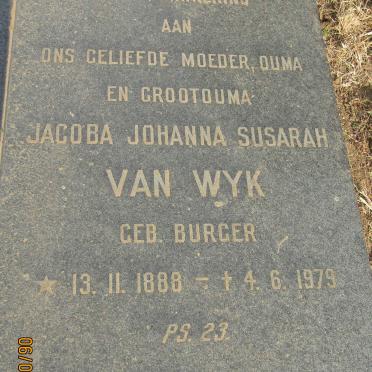 AAN
ONS GELIEFDE MOEDER, OUMA
EN GROOTOUMA
JACOBA JOHANNA SUSARAH
VAN WYK
GEB. BURGER
★ 13. 11. 1888 – † 4. 6. 1979
PS. 23.